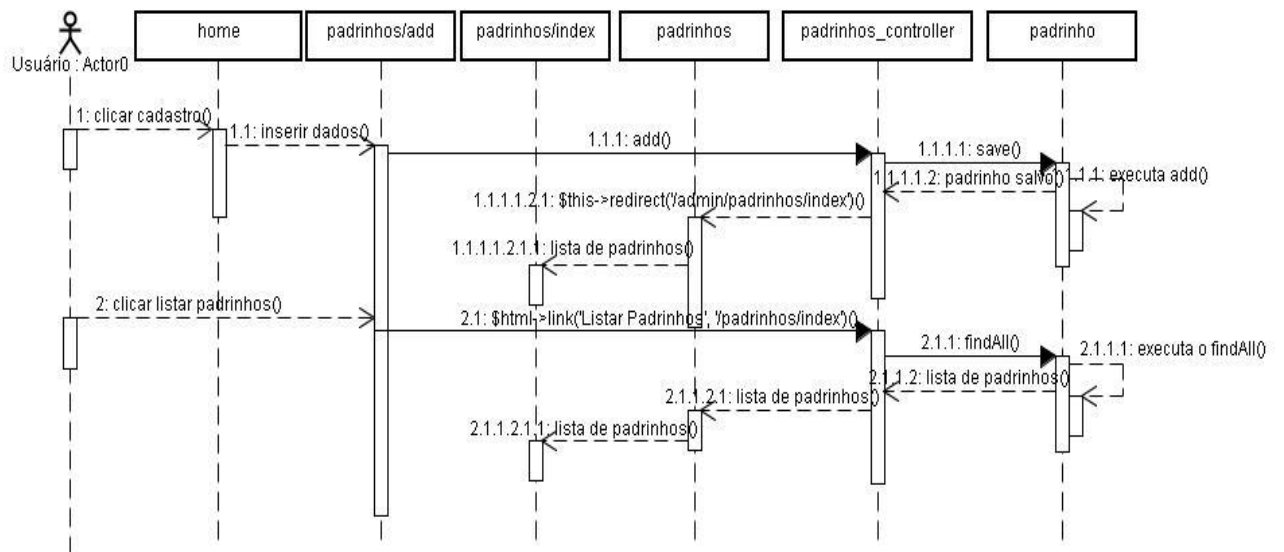 home
padrinhos/add
padrinhos/index
padrinhos
padrinhos_controller
padrinho
Usuário : Actor0
1: clicar cadastro()
1.1: inserir dados()
1.1.1: add()
1.1.1.1: save()
1.1.1.1.2: padrinho salvo()
1.1.1: executa add()
1.1.1.1.2.1: $this->redirect('/admin/padrinhos/index')()
1.1.1.1.2.1.1: lista de padrinhos()
2: clicar listar padrinhos()
2.1: $html->link('Listar Padrinhos', '/padrinhos/index')()
2.1.1: findAll()
2.1.1.1: executa o findAll()
2.1.1.2: lista de padrinhos()
2.1.1.2.1: lista de padrinhos()
2.1.1.2.1.1: lista de padrinhos()